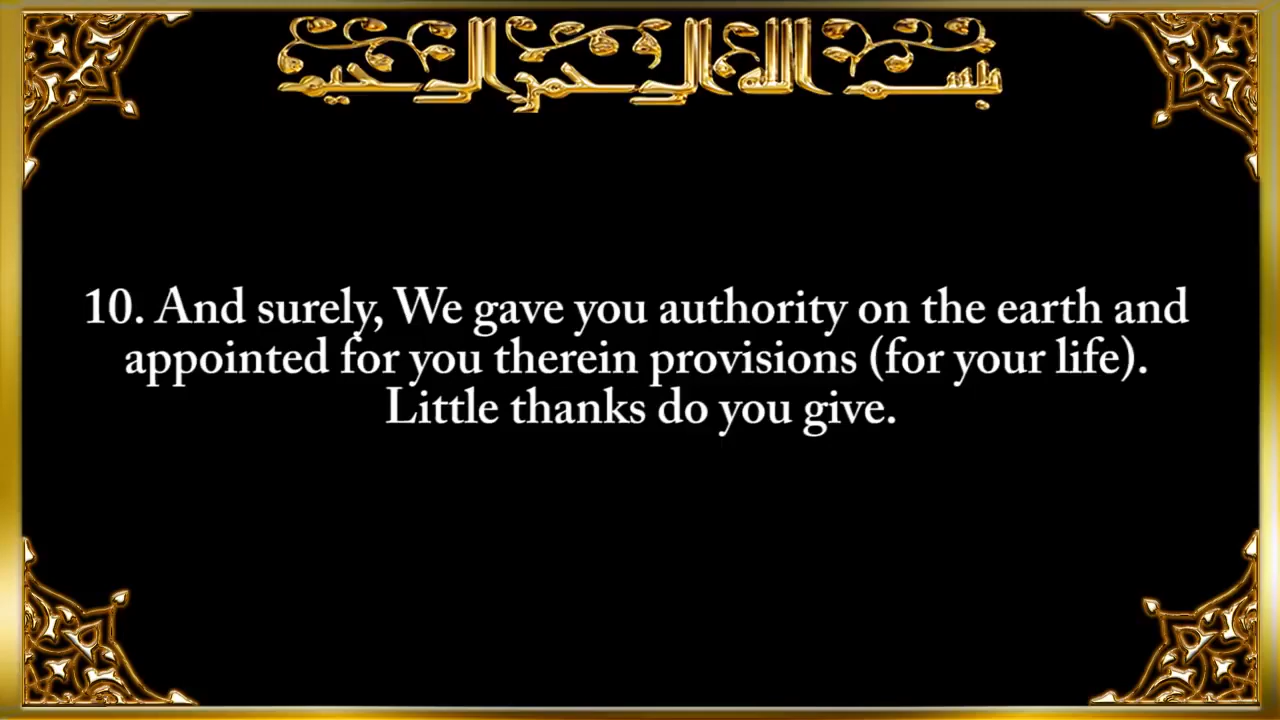 بسم الله الرحمن الرحيم
10. And surely, We gave you authority on the earth and
appointed for you therein provisions (for your life).
Little thanks do you give.